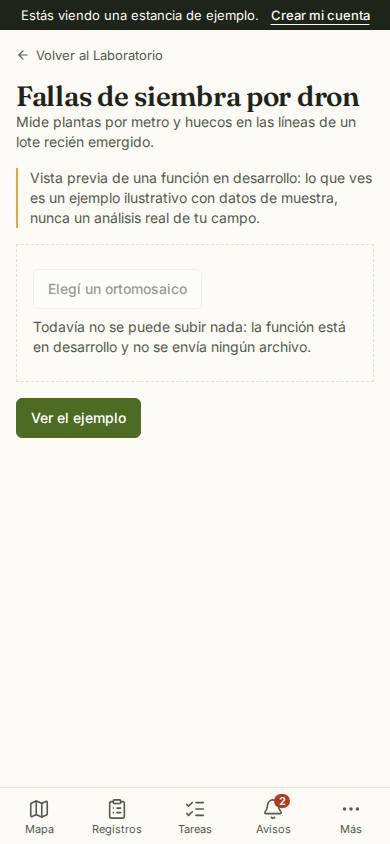 Estás viendo una estancia de ejemplo. Crear mi cuenta
Volver al Laboratorio
Fallas de siembra por dron
Mide plantas por metro y huecos en las líneas de un
lote recién emergido.
Vista previa de una función en desarrollo: lo que ves
es un ejemplo ilustrativo con datos de muestra,
nunca un análisis real de tu campo.
Elegí un ortomosaico
Todavía no se puede subir nada: la función está
en desarrollo y no se envía ningún archivo.
Ver el ejemplo
2
Mapa Registros Tareas Avisos Más